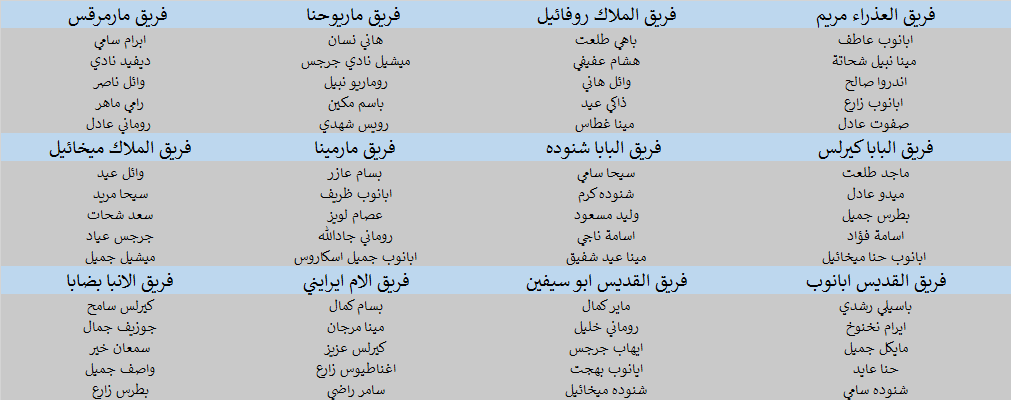 فريق العذراء مريم	فريق الملاك روفائيل	فريق ماريوحنا	فريق مارمرقس
ابانوب عاطف	باهي طلعت	هاني نسان	ابرام سامي
مينا نبيل شحاتة	هشام عفيفي	ميشيل نادي جرجس	ديفيد نادي
اندروا صالح	وائل هاني	روماريو نبيل	وائل ناصر
ابانوب زارع	ذاكي عيد	باسم مكين	رامي ماهر
صفوت عادل	مينا غطاس	رويس شهدي	روماني عادل
فريق البابا كيرلس	فريق البابا شنوده	فريق مارمينا	فريق الملاك ميخائيل
ماجد طلعت	سيحا سامي	بسام عازر	وائل عيد
ميدو عادل	شنوده كرم	ابانوب ظريف	سيحا مريد
بطرس جميل	وليد مسعود	عصام لويز	سعد شحات
اسامة فؤاد	اسامة ناجي	روماني جادالله	جرجس عياد
ابانوب حنا ميخائيل	مينا عيد شفيق	ابانوب جميل اسكاروس	ميشيل جميل
فريق القديس ابانوب	فريق القديس ابو سيفين	فريق الام ايرايني	فريق الانبا بضابا
باسيلي رشدي	ماير كمال	بسام كمال	كيرلس سامح
ايرام نخنوخ	روماني خليل	مينا مرجان	جوزيف جمال
مايكل جميل	ايهاب جرجس	كيرلس عزيز	سمعان خير
حنا عايد	ايانوب بهجت	اغناطيوس زارع	واصف جميل
شنوده سامي	شنوده ميخائيل	سامر راضي	بطرس زارع